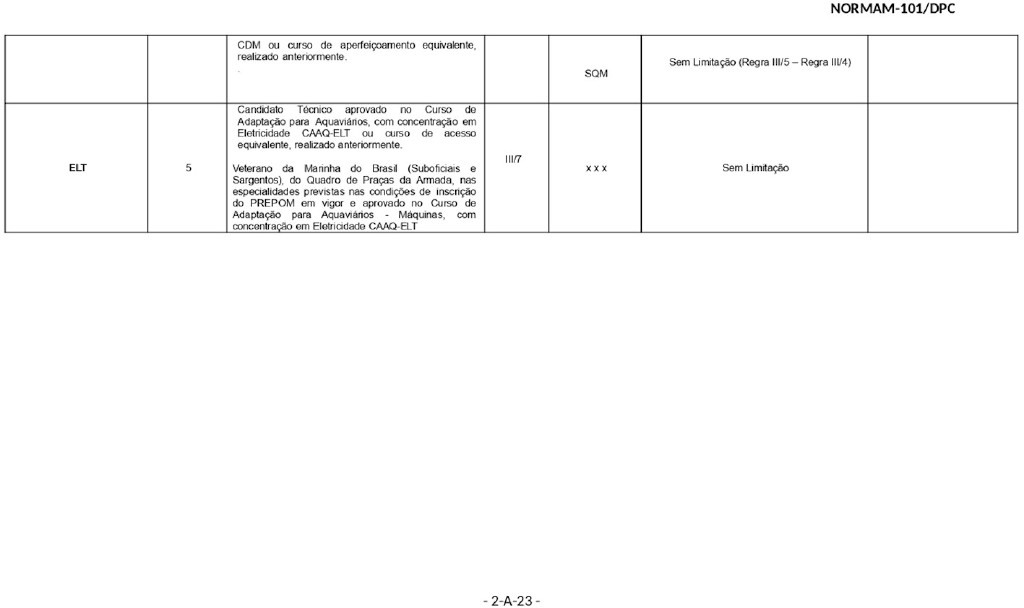 NORMAM-101/DPC
CDM ou curso de aperfeiçoamento equivalente,
realizado anteriormente.
.
SQM
Sem Limitação (Regra III/5 – Regra III/4)
ELT
5
Candidato Técnico aprovado no Curso de
Adaptação para Aquaviários, com concentração em
Eletricidade CAAQ-ELT ou curso de acesso
equivalente, realizado anteriormente.
Veterano da Marinha do Brasil (Suboficiais e
Sargentos), do Quadro de Praças da Armada, nas
especialidades previstas nas condições de inscrição
do PREPOM em vigor e aprovado no Curso de
Adaptação para Aquaviários - Máquinas, com
concentração em Eletricidade CAAQ-ELT
III/7
x x x
Sem Limitação
- 2-A-23 -